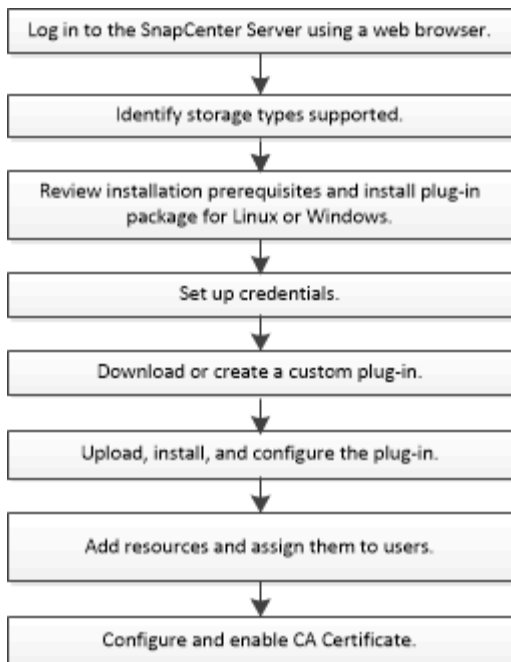 Log in to the SnapCenter Server using a web browser.
Identify storage types supported.
Review installation prerequisites and install plug-in
package for Linux or Windows.
Set up credentials.
Download or create a custom plug-in.
Upload, install, and configure the plug-in.
Add resources and assign them to users.
Configure and enable CA Certificate.